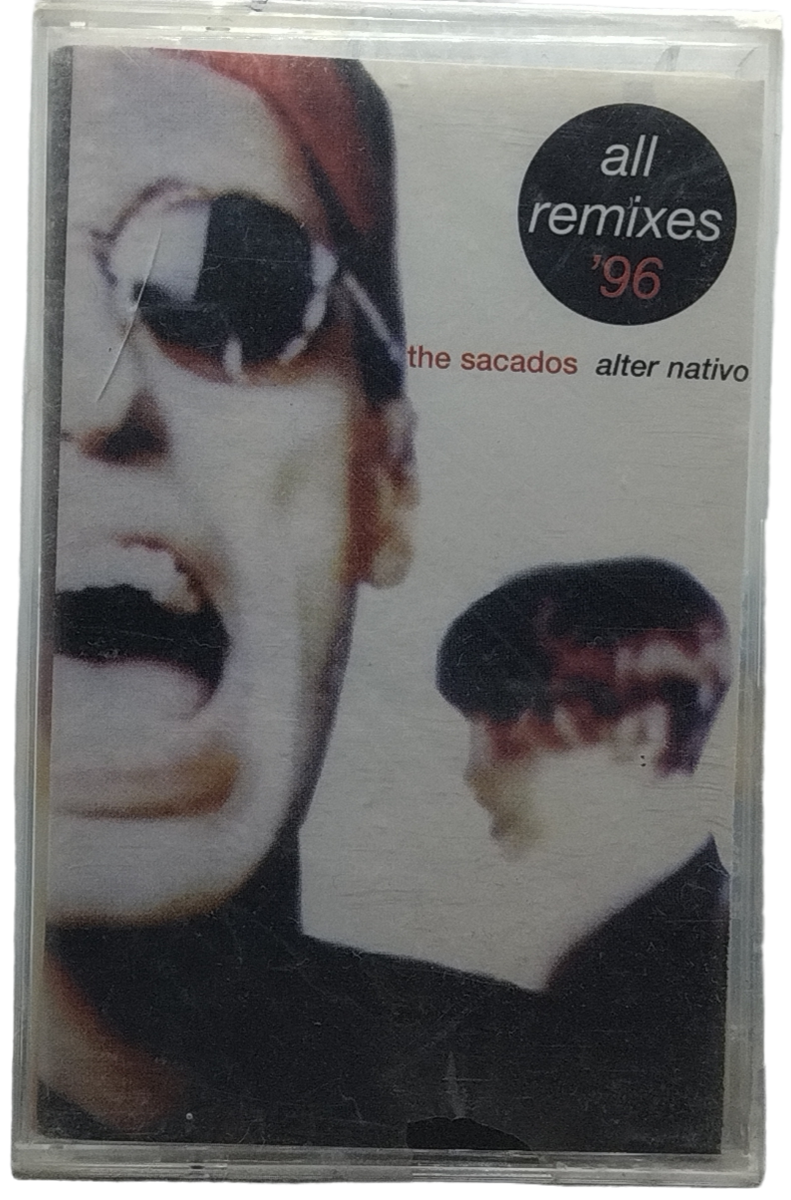 all
remixes
'96
the sacados alter nativo